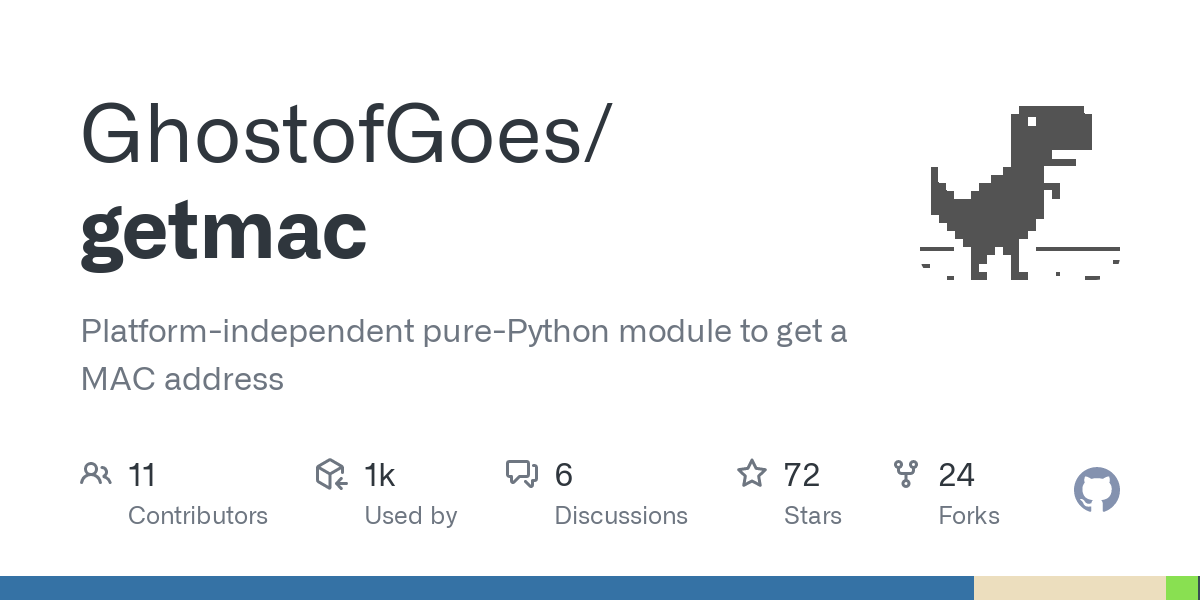 GhostofGoes/
getmac
Platform-independent pure-Python module to get a
MAC address
11 1k 6 72 24
Contributors Used by Discussions Stars Forks